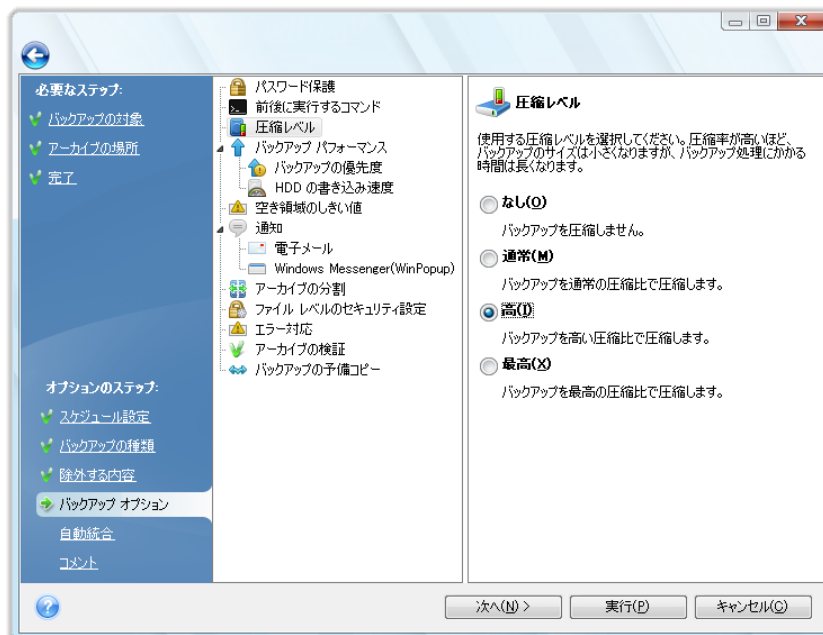 必要なステップ:
バックアップの対象
アーカイブの場所
完了
オプションのステップ:
スケジュール設定
バックアップの種類
除外する内容
バックアップ オプション
自動統合
コメント
パスワード保護
前後に実行するコマンド
圧縮レベル
バックアップ パフォーマンス
バックアップの優先度
HDD の書き込み速度
空き領域のしきい値
通知
電子メール
Windows Messenger(WinPopup)
アーカイブの分割
ファイル レベルのセキュリティ設定
エラー対応
アーカイブの検証
バックアップの予備コピー
圧縮レベル
使用する圧縮レベルを選択してください。圧縮率が高いほど、
バックアップのサイズは小さくなりますが、バックアップ処理にかかる
時間は長くなります。
なし(O)
バックアップを圧縮しません。
通常(M)
バックアップを通常の圧縮比で圧縮します。
高(I)
バックアップを高い圧縮比で圧縮します。
最高(X)
バックアップを最高の圧縮比で圧縮します。
次へ(N) >
実行(P)
キャンセル(C)